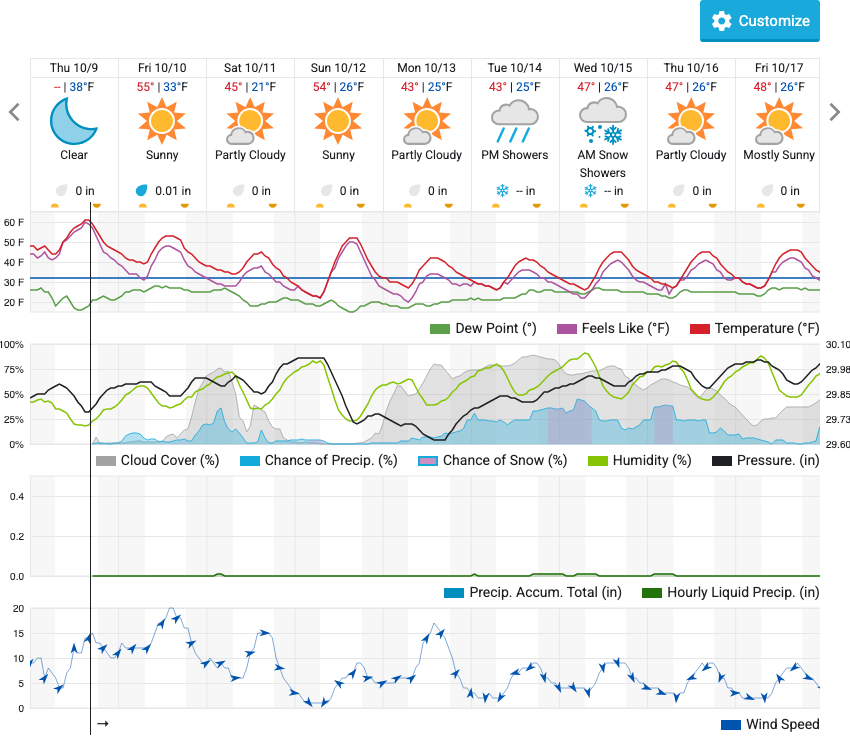 Customize
Thu 10/9 Fri 10/10 Sat 10/11 Sun 10/12 Mon 10/13 Tue 10/14 Wed 10/15 Thu 10/16 Fri 10/17
-- | 38°F 55° | 33°F 45° | 21°F 54° | 26°F 43° | 25°F 43° | 25°F 47° | 26°F 47° | 26°F 48° | 26°F
Clear Sunny Partly Cloudy Sunny Partly Cloudy PM Showers AM Snow Showers Partly Cloudy Mostly Sunny
0 in 0.01 in 0 in 0 in 0 in -- in -- in 0 in 0 in
60 F
50 F
40 F
30 F
20 F
Dew Point (°) Feels Like (°F) Temperature (°F)
100% 30.10
75% 29.98
50% 29.85
25% 29.73
0% 29.60
Cloud Cover (%) Chance of Precip. (%) Chance of Snow (%) Humidity (%) Pressure. (in)
0.4
0.2
0.0
Precip. Accum. Total (in) Hourly Liquid Precip. (in)
20
15
10
5
0
→
Wind Speed